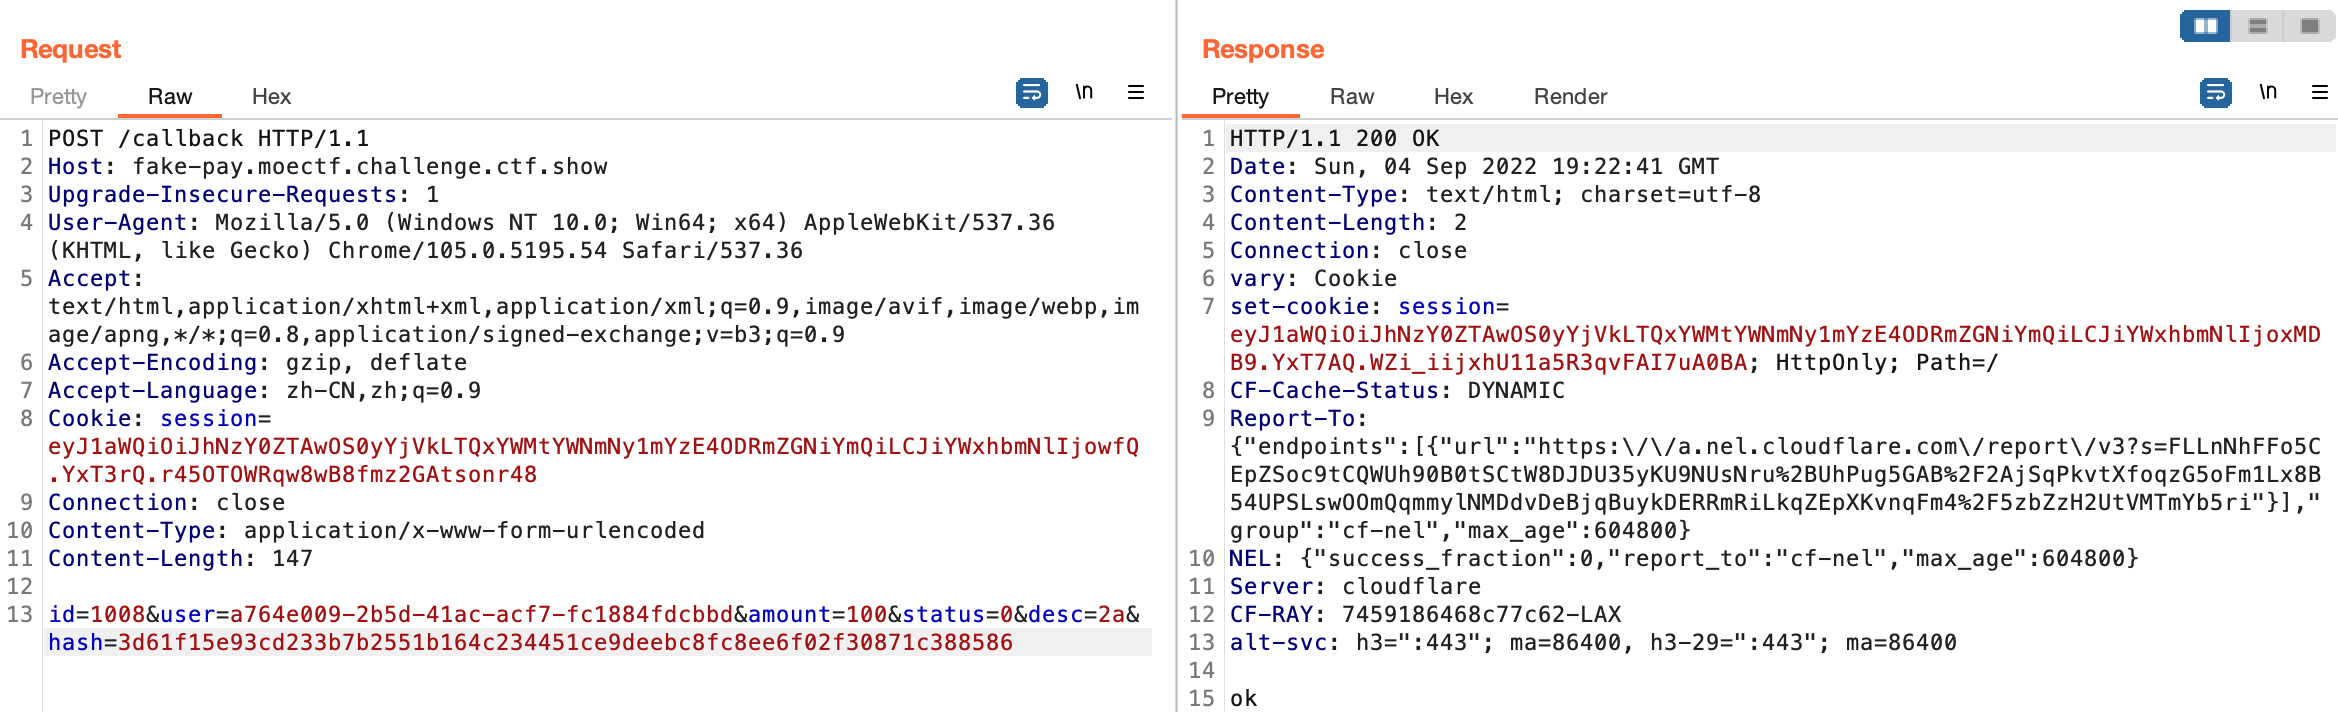 Request
Pretty Raw Hex \n
1 POST /callback HTTP/1.1
2 Host: fake-pay.moectf.challenge.ctf.show
3 Upgrade-Insecure-Requests: 1
4 User-Agent: Mozilla/5.0 (Windows NT 10.0; Win64; x64) AppleWebKit/537.36
(KHTML, like Gecko) Chrome/105.0.5195.54 Safari/537.36
5 Accept:
text/html,application/xhtml+xml,application/xml;q=0.9,image/avif,image/webp,im
age/apng,*/*;q=0.8,application/signed-exchange;v=b3;q=0.9
6 Accept-Encoding: gzip, deflate
7 Accept-Language: zh-CN,zh;q=0.9
8 Cookie: session=
eyJ1aWQiOiJhNzY0ZTAwOS0yYjVkLTQxYWMtYWNmNy1mYzE4ODRmZGNiYmQiLCJiYWxhbmNlIjowfQ
.YxT3rQ.r45OTOWRqw8wB8fmz2GAtsonr48
9 Connection: close
10 Content-Type: application/x-www-form-urlencoded
11 Content-Length: 147
12
13 id=1008&user=a764e009-2b5d-41ac-acf7-fc1884fdcbbd&amount=100&status=0&desc=2a&
hash=3d61f15e93cd233b7b2551b164c234451ce9deebc8fc8ee6f02f30871c388586
Response
Pretty Raw Hex Render \n
1 HTTP/1.1 200 OK
2 Date: Sun, 04 Sep 2022 19:22:41 GMT
3 Content-Type: text/html; charset=utf-8
4 Content-Length: 2
5 Connection: close
6 vary: Cookie
7 set-cookie: session=
eyJ1aWQiOiJhNzY0ZTAwOS0yYjVkLTQxYWMtYWNmNy1mYzE4ODRmZGNiYmQiLCJiYWxhbmNlIjoxMD
B9.YxT7AQ.WZi_iijxhU11a5R3qvFAI7uA0BA; HttpOnly; Path=/
8 CF-Cache-Status: DYNAMIC
9 Report-To:
{"endpoints":[{"url":"https:\/\/a.nel.cloudflare.com\/report\/v3?s=FLLnNhFFo5C
EpZSoc9tCQWUh90B0tSCtW8DJDU35yKU9NUsNru%2BUhPug5GAB%2F2AjSqPkvtXfoqzG5oFm1Lx8B
54UPSLswOOmQqmmylNMDdvDeBjqBuykDERRmRiLkqZEpXKvnqFm4%2F5zbZzH2UtVMTmYb5ri"}],"
group":"cf-nel","max_age":604800}
10 NEL: {"success_fraction":0,"report_to":"cf-nel","max_age":604800}
11 Server: cloudflare
12 CF-RAY: 7459186468c77c62-LAX
13 alt-svc: h3=":443"; ma=86400, h3-29=":443"; ma=86400
14
15 ok